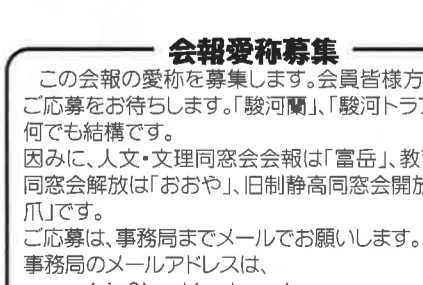 会報愛称募集
この会報の愛称を募集します。会員皆様方
ご応募をお待ちします。「駿河蘭」、「駿河トラ
何でも結構です。
因みに、人文・文理同窓会会報は「富岳」、教
同窓会解放は「おおや」、旧制静高同窓会開
爪」です。
ご応募は、事務局までメールでお願いします。
事務局のメールアドレスは、